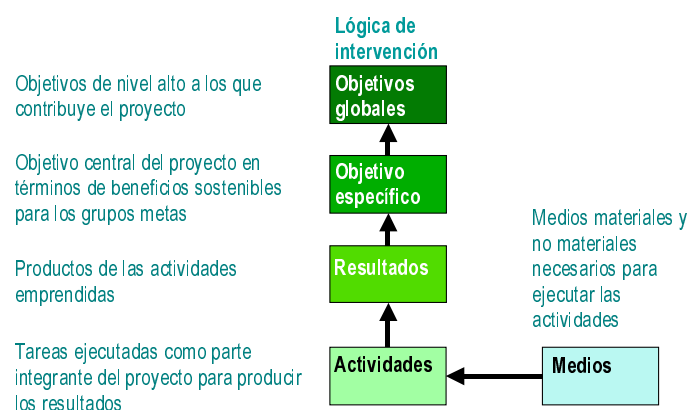 Lógica de
intervención
Objetivos de nivel alto a los que
contribuye el proyecto
Objetivos
globales
Objetivo central del proyecto en
términos de beneficios sostenibles
para los grupos metas
Objetivo
específico
Productos de las actividades
emprendidas
Resultados
Medios materiales y
no materiales
necesarios para
ejecutar las
actividades
Tareas ejecutadas como parte
integrante del proyecto para producir
los resultados
Actividades
Medios